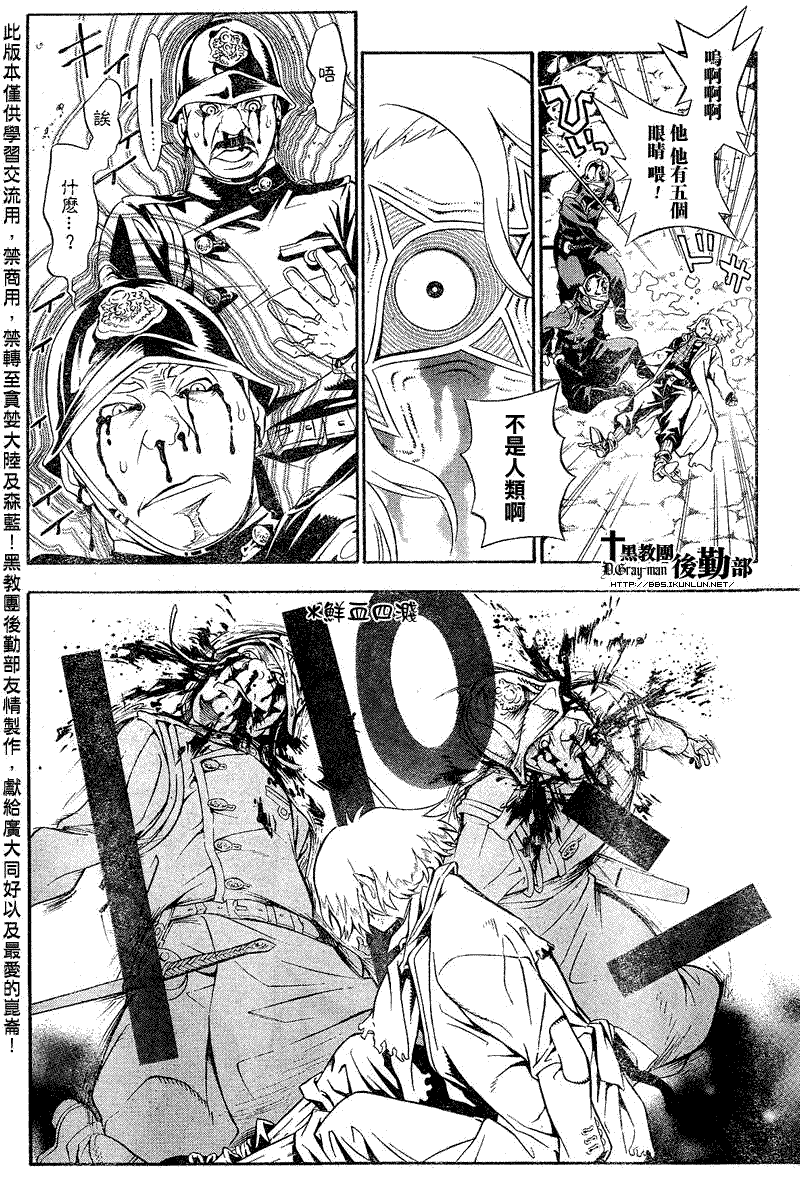 嗚啊啊啊
他 他有五個
眼睛 喂！
不是人類啊
唔
………
誒
什麼…？
黑教團
D.Gray-man
後勤部
HTTP://BBS.IKUNLUN.NET/
*鮮血四濺
此版本僅供學習交流用，禁商用，禁轉至貪婪大陸及森藍！黑教團後勤部友情製作，獻給廣大同好以及最愛的崑崙！